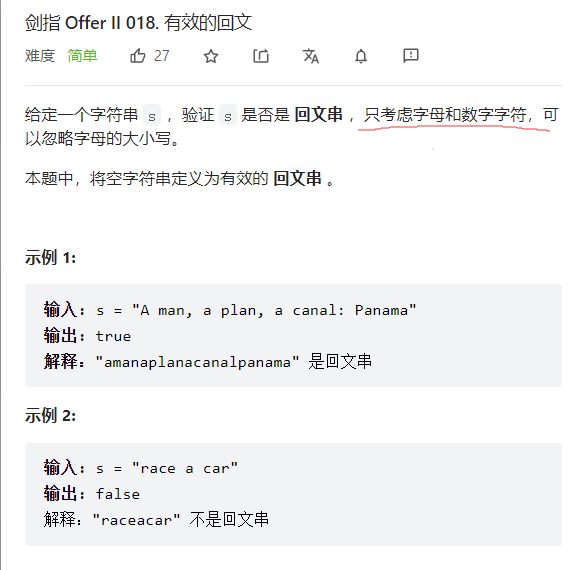 剑指 Offer II 018. 有效的回文
难度 简单 27
给定一个字符串 s ，验证 s 是否是 回文串 ，只考虑字母和数字字符，可
以忽略字母的大小写。
本题中，将空字符串定义为有效的 回文串 。
示例 1:
输入: s = "A man, a plan, a canal: Panama"
输出: true
解释："amanaplanacanalpanama" 是回文串
示例 2:
输入: s = "race a car"
输出: false
解释："raceacar" 不是回文串